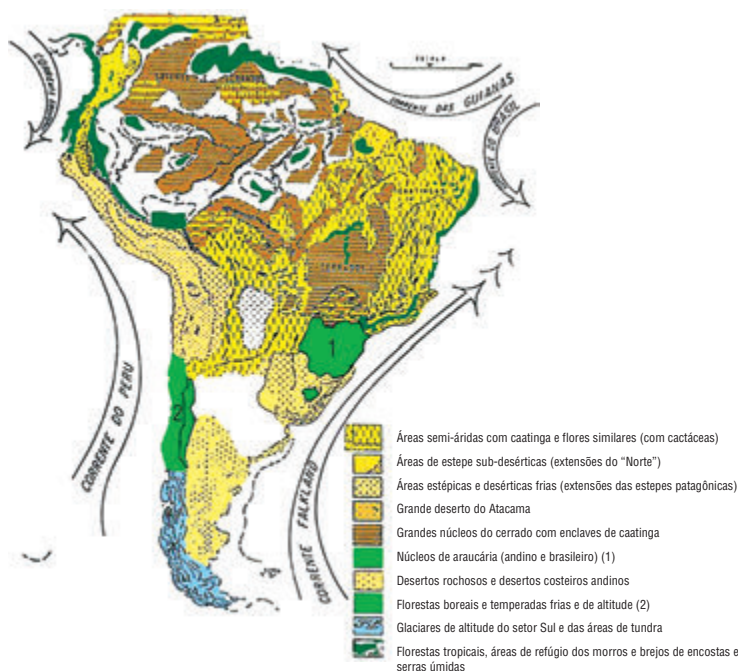 ESCALA
CORRENTE DAS GUIANAS
CORRENTE DO BRASIL
CAATINGAS
CERRADOS
1
2
CORRENTE DO PERU
CORRENTE FALKLAND
Áreas semi-áridas com caatinga e flores similares (com cactáceas)
Áreas de estepe sub-desérticas (extensões do “Norte”)
Áreas estépicas e desérticas frias (extensões das estepes patagônicas)
Grande deserto do Atacama
Grandes núcleos do cerrado com enclaves de caatinga
Núcleos de araucária (andino e brasileiro) (1)
Desertos rochosos e desertos costeiros andinos
Florestas boreais e temperadas frias e de altitude (2)
Glaciares de altitude do setor Sul e das áreas de tundra
Florestas tropicais, áreas de refúgio dos morros e brejos de encostas e
serras úmidas